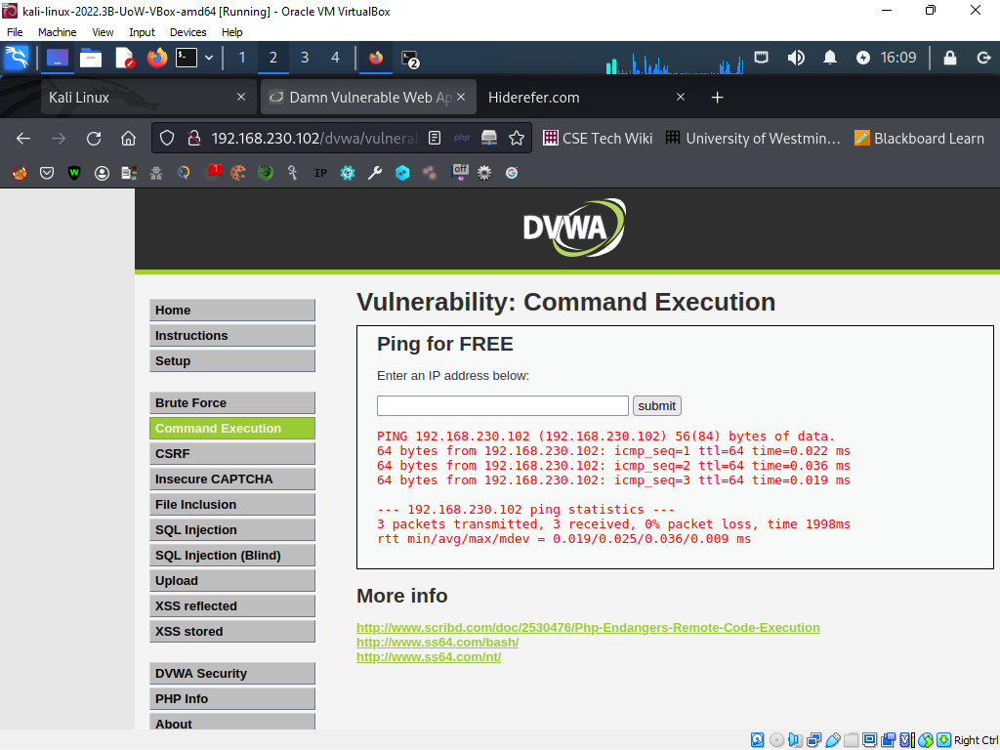 kali-linux-2022.3B-UoW-VBox-amd64 [Running] - Oracle VM VirtualBox
File Machine View Input Devices Help
1 2 3 4 2 16:09
Kali Linux Damn Vulnerable Web Ap Hiderefer.com
192.168.230.102/dvwa/vulnera php CSE Tech Wiki University of Westmin… Blackboard Learn
W 1 IP off G
DVWA
Home
Instructions
Setup
Brute Force
Command Execution
CSRF
Insecure CAPTCHA
File Inclusion
SQL Injection
SQL Injection (Blind)
Upload
XSS reflected
XSS stored
DVWA Security
PHP Info
About
Vulnerability: Command Execution
Ping for FREE
Enter an IP address below:
submit
PING 192.168.230.102 (192.168.230.102) 56(84) bytes of data.
64 bytes from 192.168.230.102: icmp_seq=1 ttl=64 time=0.022 ms
64 bytes from 192.168.230.102: icmp_seq=2 ttl=64 time=0.036 ms
64 bytes from 192.168.230.102: icmp_seq=3 ttl=64 time=0.019 ms
--- 192.168.230.102 ping statistics ---
3 packets transmitted, 3 received, 0% packet loss, time 1998ms
rtt min/avg/max/mdev = 0.019/0.025/0.036/0.009 ms
More info
http://www.scribd.com/doc/2530476/Php-Endangers-Remote-Code-Execution
http://www.ss64.com/bash/
http://www.ss64.com/nt/
Right Ctrl